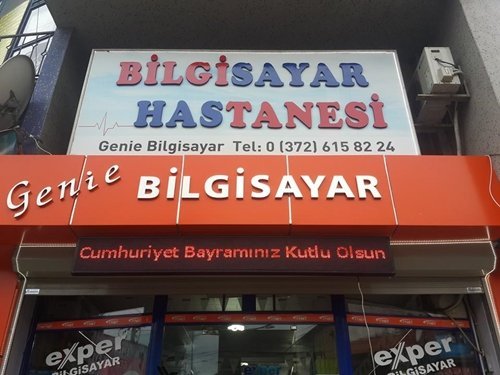 BİLGİSAYAR
HASTANESİ
Genie Bilgisayar Tel: 0 (372) 615 82 24
Genie BİLGİSAYAR
Cumhuriyet Bayramınız Kutlu Olsun
exper
BİLGİSAYAR
exper
BİLGİSAYAR